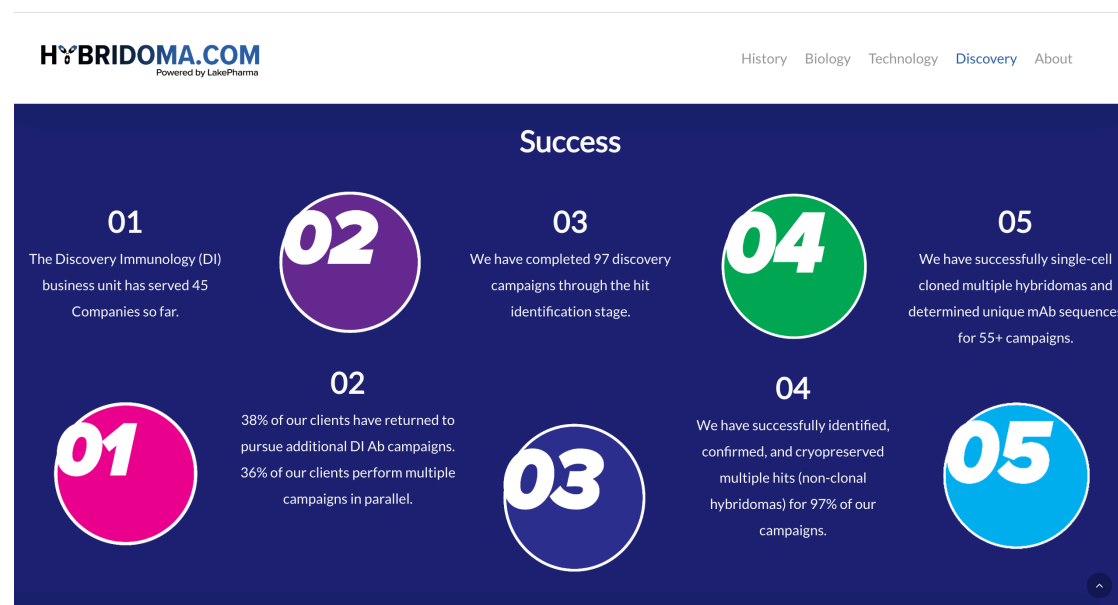 HYBRIDOMA.COM
Powered by LakePharma
History Biology Technology Discovery About
Success
01
The Discovery Immunology (DI)
business unit has served 45
Companies so far.
01
02
02
38% of our clients have returned to
pursue additional DI Ab campaigns.
36% of our clients perform multiple
campaigns in parallel.
03
We have completed 97 discovery
campaigns through the hit
identification stage.
03
04
04
We have successfully identified,
confirmed, and cryopreserved
multiple hits (non-clonal
hybridomas) for 97% of our
campaigns.
05
We have successfully single-cell
cloned multiple hybridomas and
determined unique mAb sequences
for 55+ campaigns.
05